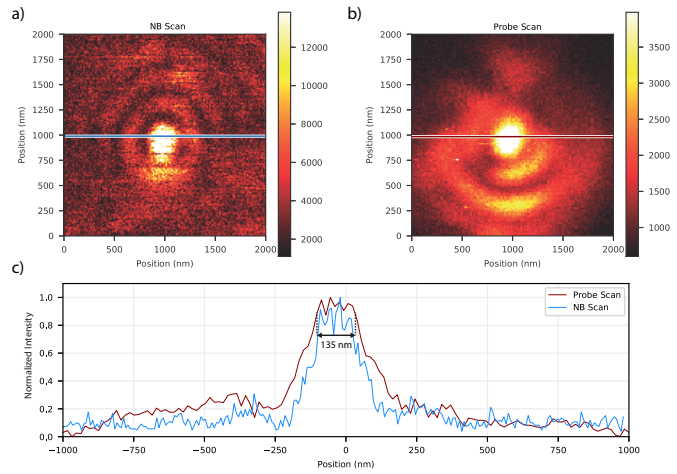 a)
NB Scan
b)
Probe Scan
2000
1750
1500
1250
1000
750
500
250
0
Position (nm)
0 500 1000 1500 2000
Position (nm)
12000
10000
8000
6000
4000
2000
2000
1750
1500
1250
1000
750
500
250
0
Position (nm)
0 500 1000 1500 2000
Position (nm)
3500
3000
2500
2000
1500
1000
c)
1.0
0.8
0.6
0.4
0.2
0,0
Normalized Intensity
135 nm
Probe Scan
NB Scan
−1000 −750 −500 −250 0 250 500 750 1000
Position (nm)